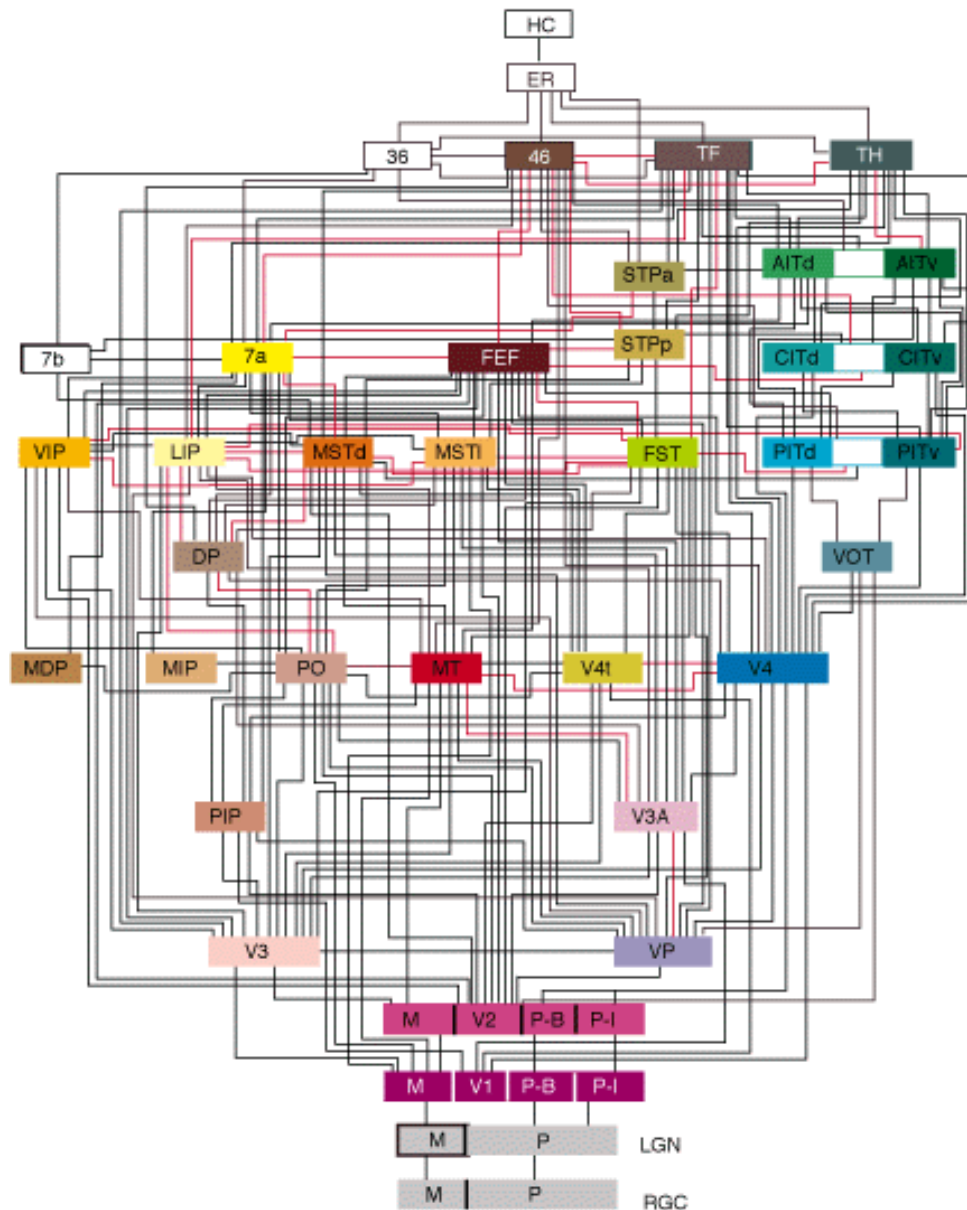 HC
ER
36 46 TF TH
STPa AITd AITv
7b 7a FEF STPp CITd CITv
VIP LIP MSTd MSTl FST PITd PITv
DP VOT
MDP MIP PO MT V4t V4
PIP V3A
V3 VP
M V2 P-B P-I
M V1 P-B P-I
M P LGN
M P RGC